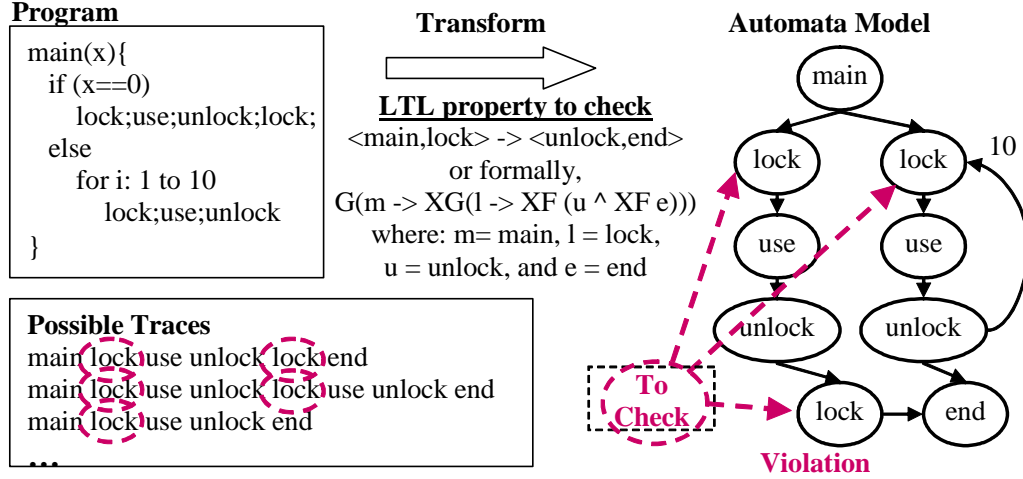 Program
main(x){
if (x==0)
lock;use;unlock;lock;
else
for i: 1 to 10
lock;use;unlock
}
Transform
LTL property to check
<main,lock> -> <unlock,end>
or formally,
G(m -> XG(l -> XF (u ^ XF e)))
where: m= main, l = lock,
u = unlock, and e = end
Possible Traces
main lock use unlock lock end
main lock use unlock lock use unlock end
main lock use unlock end
...
Automata Model
main
lock
lock
10
use
use
unlock
unlock
To
Check
lock
end
Violation